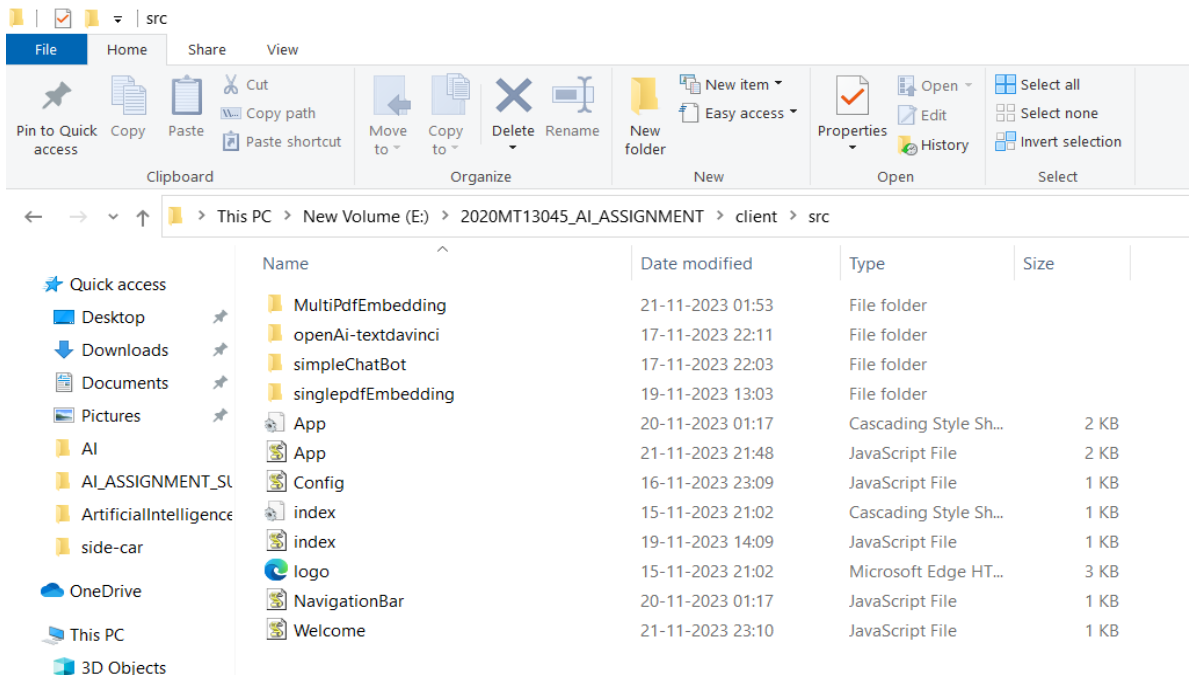 src
File Home Share View
Pin to Quick access
Copy
Paste
Cut
Copy path
Paste shortcut
Clipboard
Move to
Copy to
Delete
Rename
Organize
New folder
New item
Easy access
New
Properties
Open
Edit
History
Open
Select all
Select none
Invert selection
Select
This PC > New Volume (E:) > 2020MT13045_AI_ASSIGNMENT > client > src
Quick access
Desktop
Downloads
Documents
Pictures
AI
AI_ASSIGNMENT_SU
ArtificialIntelligence
side-car
OneDrive
This PC
3D Objects
Name Date modified Type Size
MultiPdfEmbedding 21-11-2023 01:53 File folder
openAi-textdavinci 17-11-2023 22:11 File folder
simpleChatBot 17-11-2023 22:03 File folder
singlepdfEmbedding 19-11-2023 13:03 File folder
App 20-11-2023 01:17 Cascading Style Sh... 2 KB
App 21-11-2023 21:48 JavaScript File 2 KB
Config 16-11-2023 23:09 JavaScript File 1 KB
index 15-11-2023 21:02 Cascading Style Sh... 1 KB
index 19-11-2023 14:09 JavaScript File 1 KB
logo 15-11-2023 21:02 Microsoft Edge HT... 3 KB
NavigationBar 20-11-2023 01:17 JavaScript File 1 KB
Welcome 21-11-2023 23:10 JavaScript File 1 KB